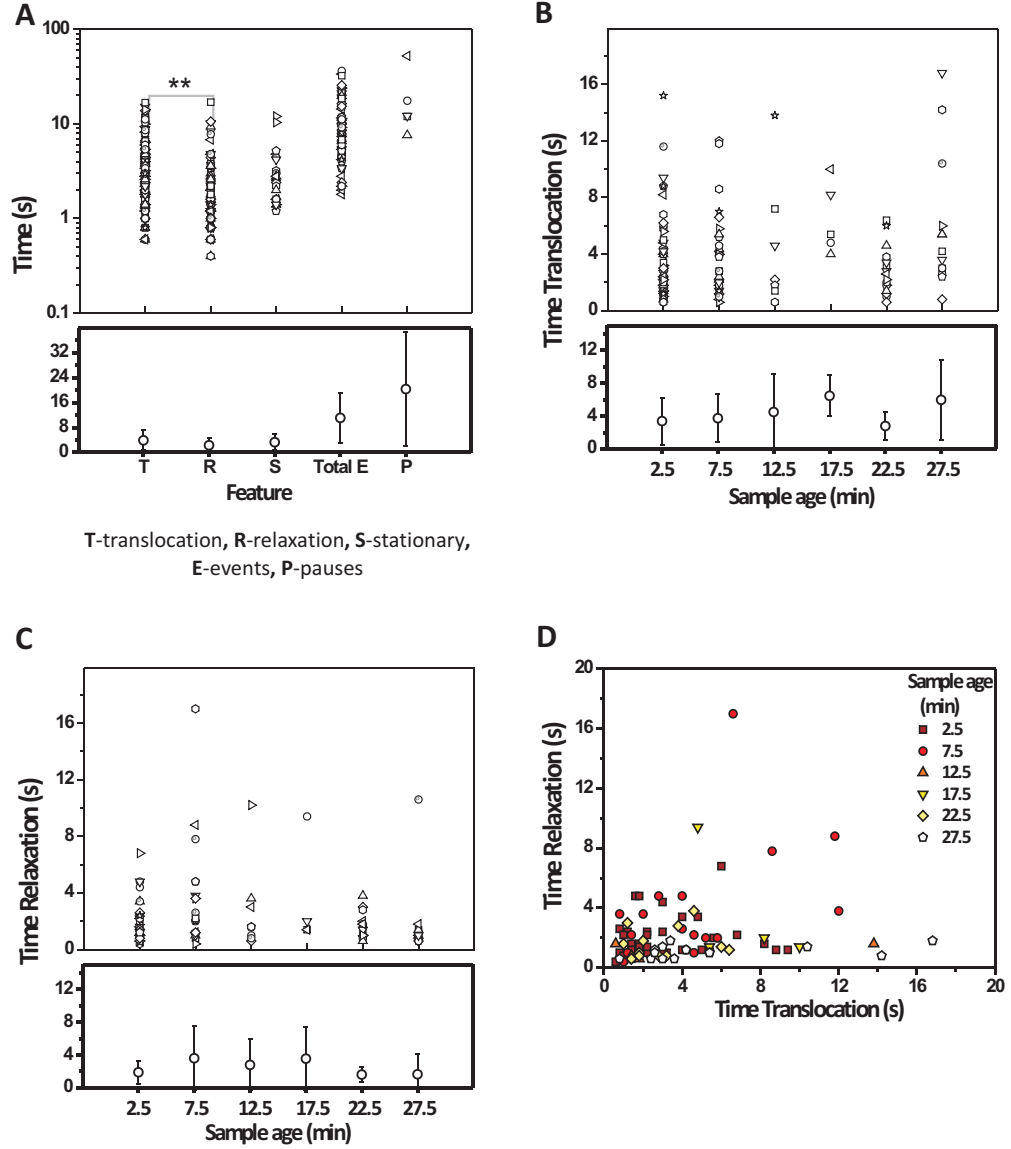 A
100
10
1
0.1
Time (s)
**
32
24
16
8
0
T R S Total E P
Feature
T-translocation, R-relaxation, S-stationary,
E-events, P-pauses
B
16
12
8
4
0
Time Translocation (s)
12
8
4
0
2.5 7.5 12.5 17.5 22.5 27.5
Sample age (min)
C
16
12
8
4
0
Time Relaxation (s)
12
8
4
0
2.5 7.5 12.5 17.5 22.5 27.5
Sample age (min)
D
20
16
12
8
4
0
Time Relaxation (s)
Sample age
(min)
2.5
7.5
12.5
17.5
22.5
27.5
0 4 8 12 16 20
Time Translocation (s)